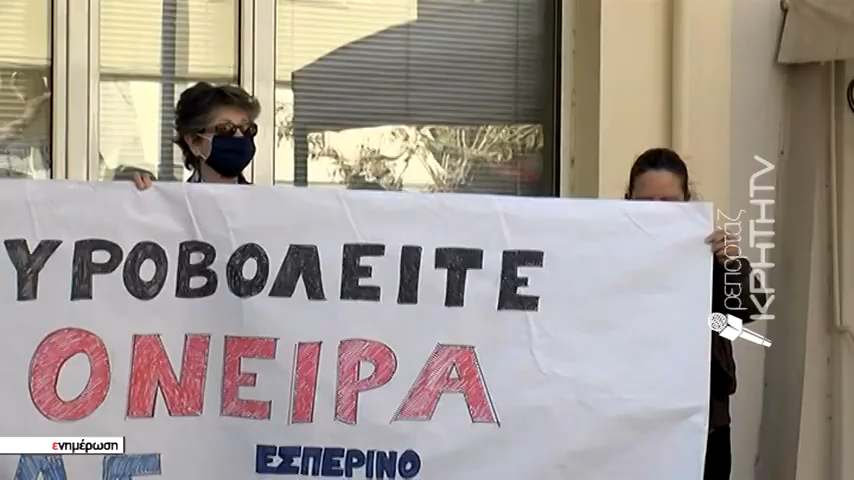 ΥΡΟΒΟΛΕΙΤΕ
ΟΝΕΙΡΑ
ΕΣΠΕΡΙΝΟ
ενημέρωση
ρεπορτάζ
ΚΡΗΤΗTV